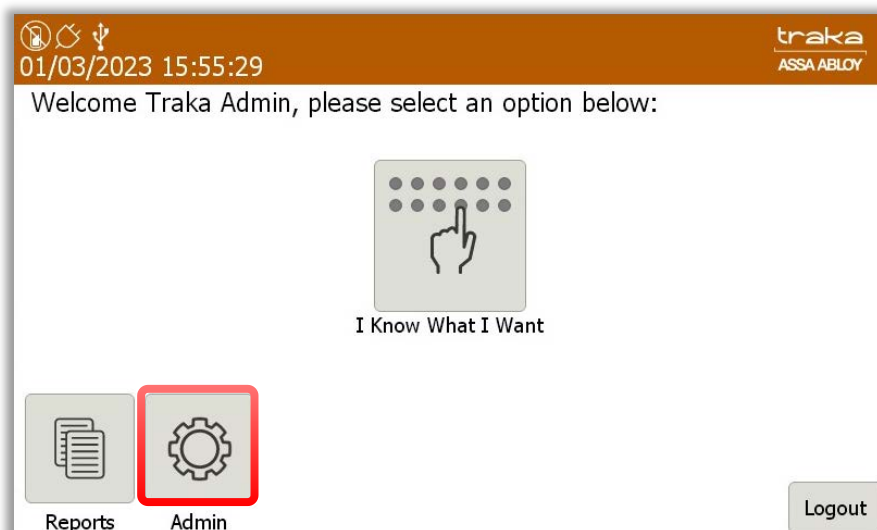 traka
01/03/2023 15:55:29
ASSA ABLOY
Welcome Traka Admin, please select an option below:
I Know What I Want
Reports
Admin
Logout